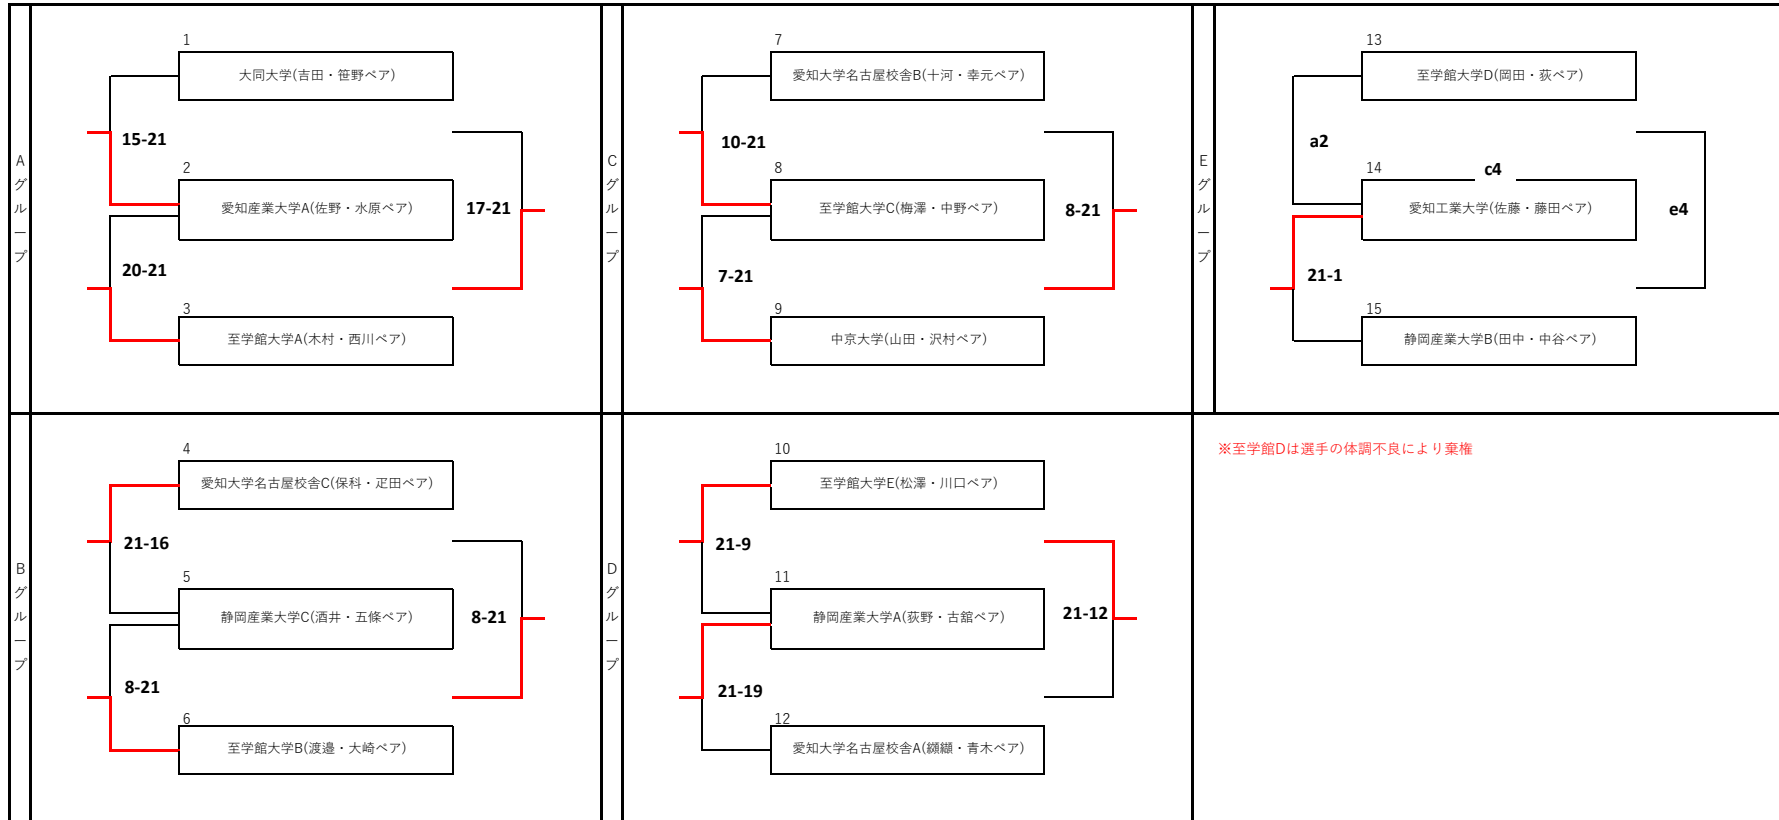 Aグループ
1
大同大学(吉田・笹野ペア)
15-21
2
愛知産業大学A(佐野・水原ペア)
17-21
20-21
3
至学館大学A(木村・西川ペア)
Cグループ
7
愛知大学名古屋校舎B(十河・幸元ペア)
10-21
8
至学館大学C(梅澤・中野ペア)
8-21
7-21
9
中京大学(山田・沢村ペア)
Eグループ
13
至学館大学D(岡田・荻ペア)
a2
14
c4
愛知工業大学(佐藤・藤田ペア)
e4
21-1
15
静岡産業大学B(田中・中谷ペア)
Bグループ
4
愛知大学名古屋校舎C(保科・疋田ペア)
21-16
5
静岡産業大学C(酒井・五條ペア)
8-21
8-21
6
至学館大学B(渡邉・大崎ペア)
Dグループ
10
至学館大学E(松澤・川口ペア)
21-9
11
静岡産業大学A(荻野・古舘ペア)
21-12
21-19
12
愛知大学名古屋校舎A(纐纈・青木ペア)
※至学館Dは選手の体調不良により棄権